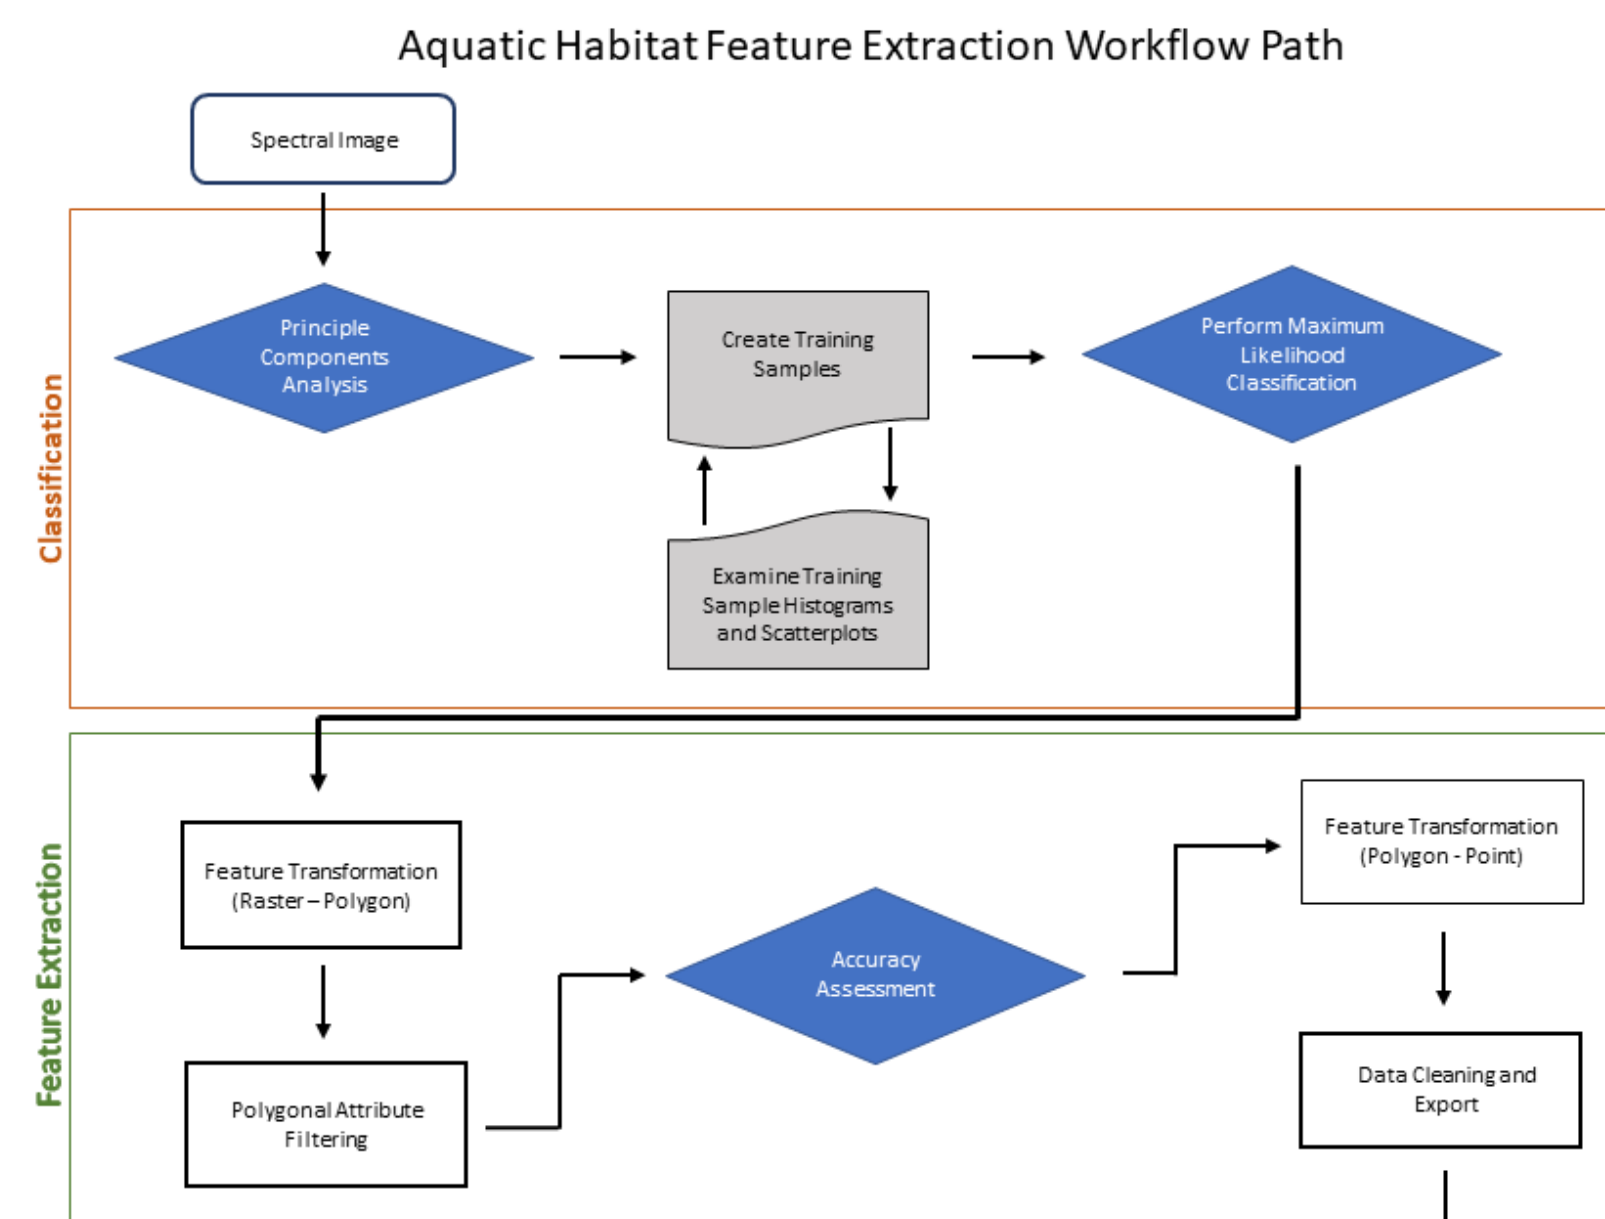 Aquatic Habitat Feature Extraction Workflow Path
Spectral Image
Classification
Principle
Components
Analysis
Create Training
Samples
Perform Maximum
Likelihood
Classification
Examine Training
Sample Histograms
and Scatterplots
Feature Extraction
Feature Transformation
(Raster – Polygon)
Polygonal Attribute
Filtering
Accuracy
Assessment
Feature Transformation
(Polygon - Point)
Data Cleaning and
Export